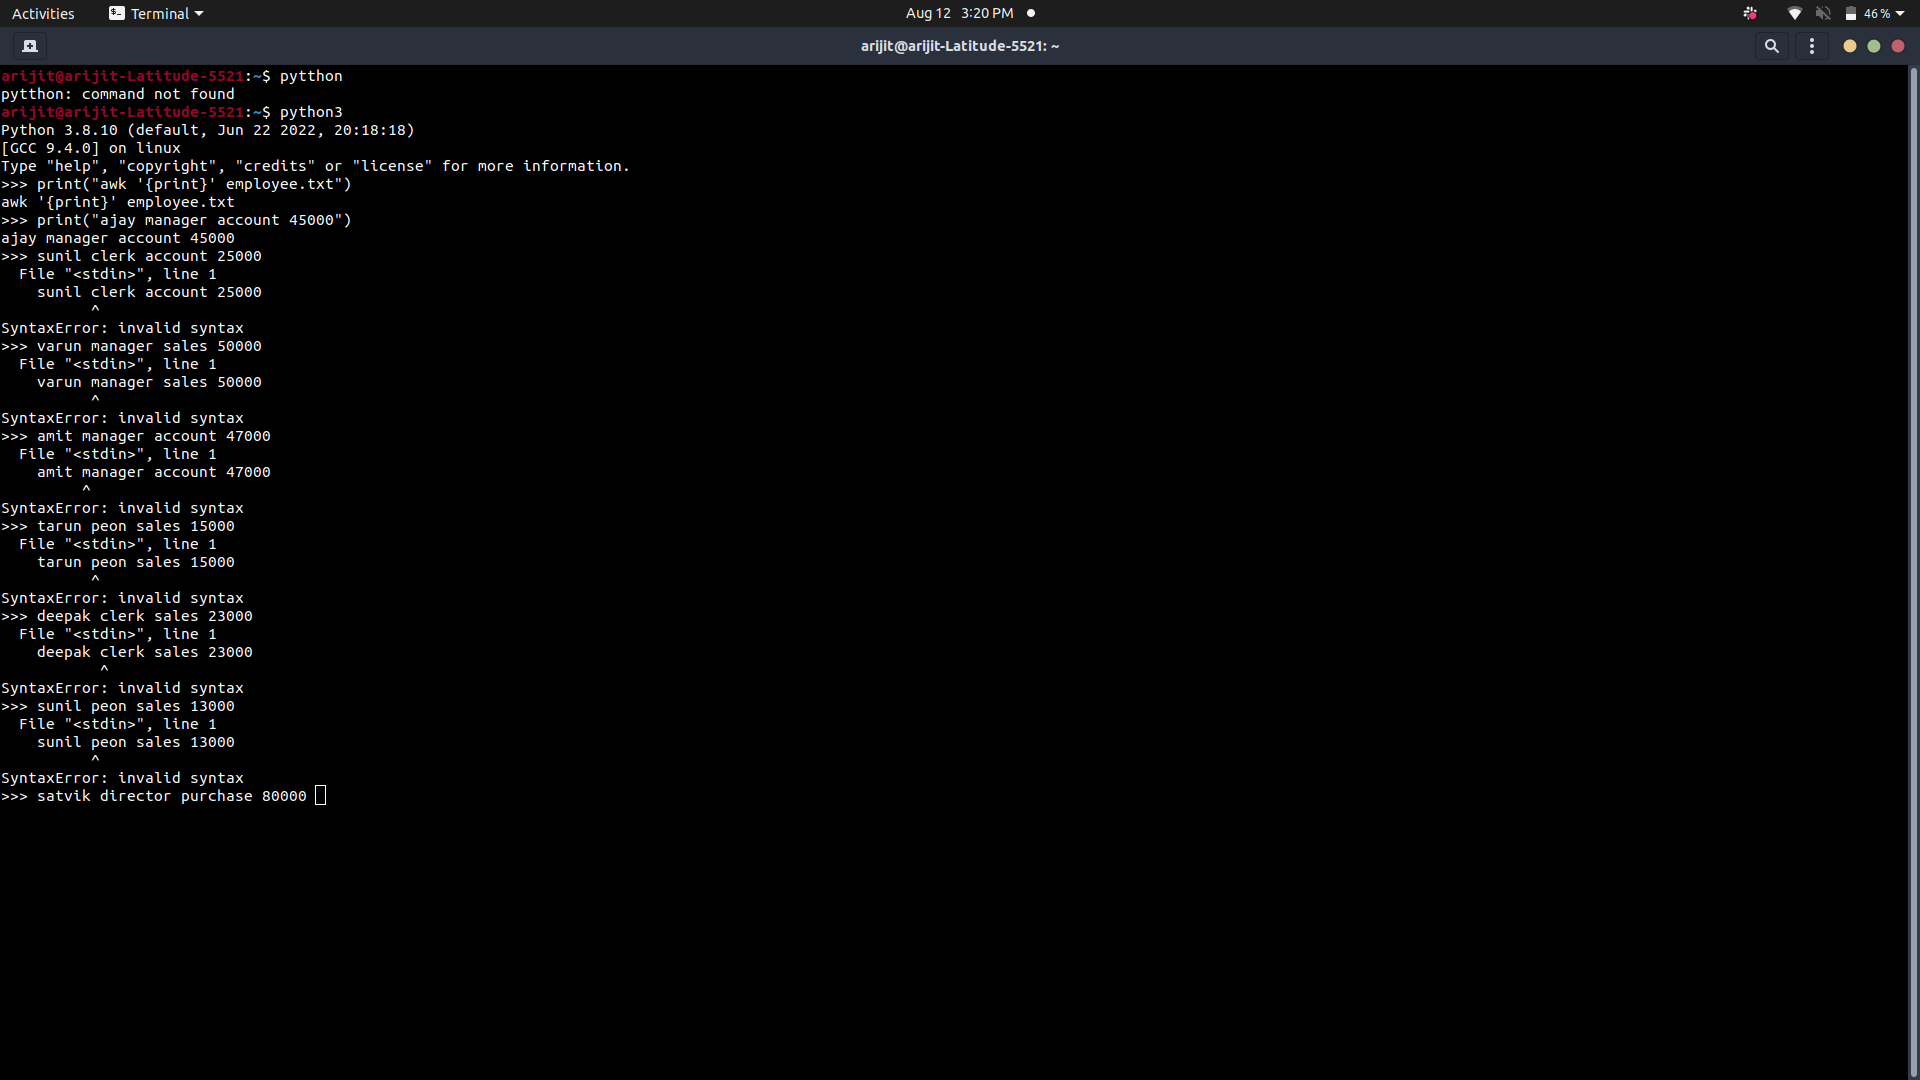 Activities Terminal Aug 12 3:20 PM 46 %
arijit@arijit-Latitude-5521: ~
arijit@arijit-Latitude-5521:~$ pytthon
pytthon: command not found
arijit@arijit-Latitude-5521:~$ python3
Python 3.8.10 (default, Jun 22 2022, 20:18:18)
[GCC 9.4.0] on linux
Type "help", "copyright", "credits" or "license" for more information.
>>> print("awk '{print}' employee.txt")
awk '{print}' employee.txt
>>> print("ajay manager account 45000")
ajay manager account 45000
>>> sunil clerk account 25000
  File "<stdin>", line 1
    sunil clerk account 25000
          ^
SyntaxError: invalid syntax
>>> varun manager sales 50000
  File "<stdin>", line 1
    varun manager sales 50000
          ^
SyntaxError: invalid syntax
>>> amit manager account 47000
  File "<stdin>", line 1
    amit manager account 47000
         ^
SyntaxError: invalid syntax
>>> tarun peon sales 15000
  File "<stdin>", line 1
    tarun peon sales 15000
          ^
SyntaxError: invalid syntax
>>> deepak clerk sales 23000
  File "<stdin>", line 1
    deepak clerk sales 23000
           ^
SyntaxError: invalid syntax
>>> sunil peon sales 13000
  File "<stdin>", line 1
    sunil peon sales 13000
          ^
SyntaxError: invalid syntax
>>> satvik director purchase 80000